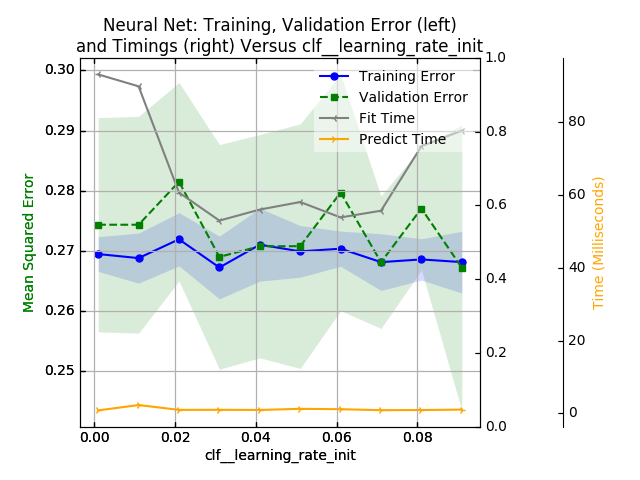 Neural Net: Training, Validation Error (left)
and Timings (right) Versus clf__learning_rate_init
Training Error
Validation Error
Fit Time
Predict Time
Mean Squared Error
0.30
0.29
0.28
0.27
0.26
0.25
0.00
0.02
0.04
0.06
0.08
clf__learning_rate_init
1.0
0.8
0.6
0.4
0.2
0.0
80
60
40
20
0
Time (Milliseconds)